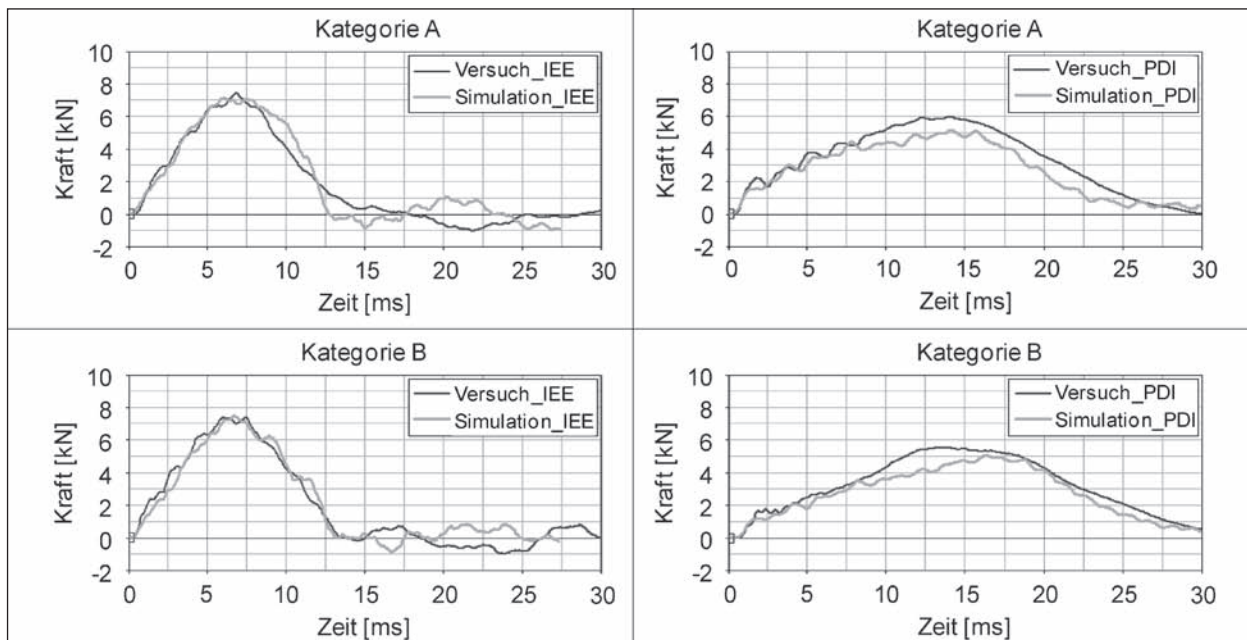 Kategorie A
Kraft [kN]
10
8
6
4
2
0
-2
Versuch_IEE
Simulation_IEE
0 5 10 15 20 25 30
Zeit [ms]
Kategorie A
Kraft [kN]
10
8
6
4
2
0
-2
Versuch_PDI
Simulation_PDI
0 5 10 15 20 25 30
Zeit [ms]
Kategorie B
Kraft [kN]
10
8
6
4
2
0
-2
Versuch_IEE
Simulation_IEE
0 5 10 15 20 25 30
Zeit [ms]
Kategorie B
Kraft [kN]
10
8
6
4
2
0
-2
Versuch_PDI
Simulation_PDI
0 5 10 15 20 25 30
Zeit [ms]